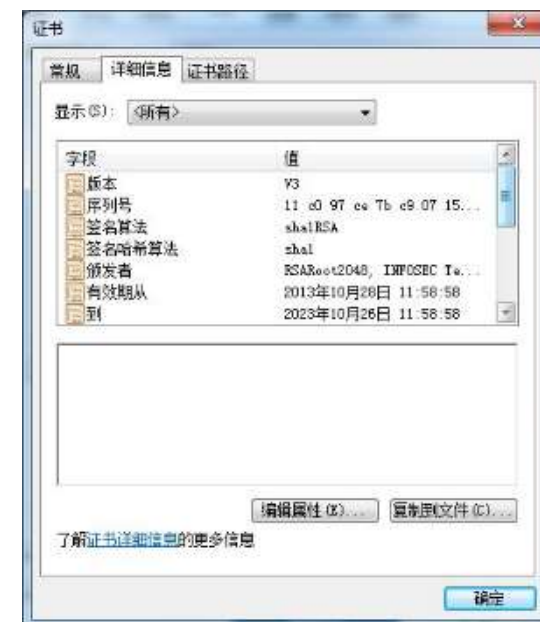 证书
常规 详细信息 证书路径
显示(S): <所有>
字段 值
版本 V3
序列号 11 c0 97 ce 7b c9 07 15...
签名算法 sha1RSA
签名哈希算法 sha1
颁发者 RSARoot2048, INFOSEC Te...
有效期从 2013年10月28日 11:58:58
到 2023年10月26日 11:58:58
编辑属性(E)... 复制到文件(C)...
了解证书详细信息的更多信息
确定